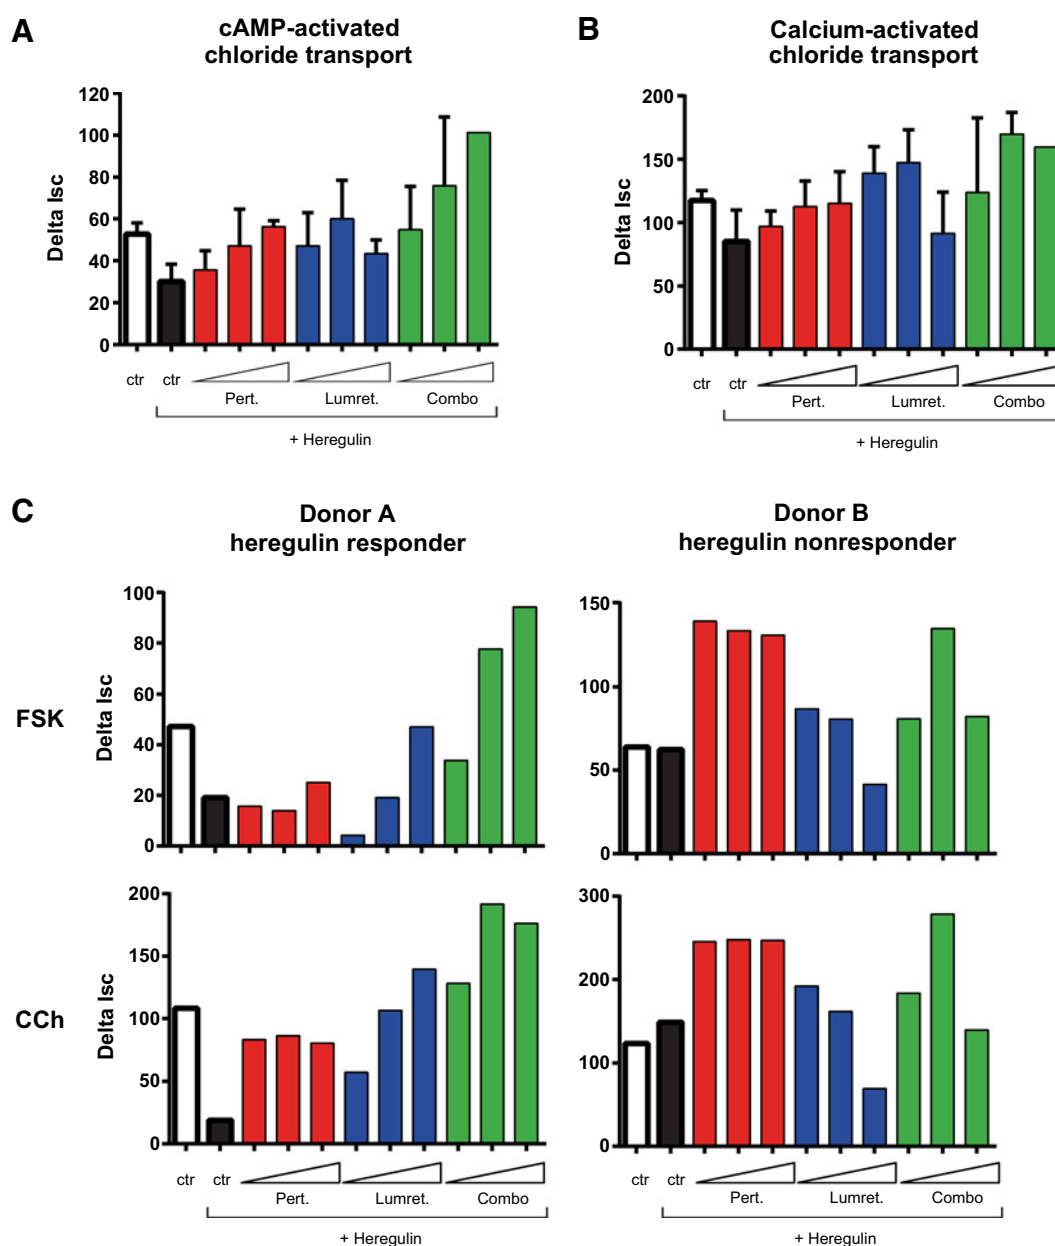 A
cAMP-activated
chloride transport
Delta Isc
120
100
80
60
40
20
0
ctr ctr Pert. Lumret. Combo
+ Heregulin
B
Calcium-activated
chloride transport
Delta Isc
200
150
100
50
0
ctr ctr Pert. Lumret. Combo
+ Heregulin
C
Donor A
heregulin responder
Donor B
heregulin nonresponder
FSK
Delta Isc
100
80
60
40
20
0
150
100
50
0
CCh
Delta Isc
200
150
100
50
0
ctr ctr Pert. Lumret. Combo
+ Heregulin
300
200
100
0
ctr ctr Pert. Lumret. Combo
+ Heregulin